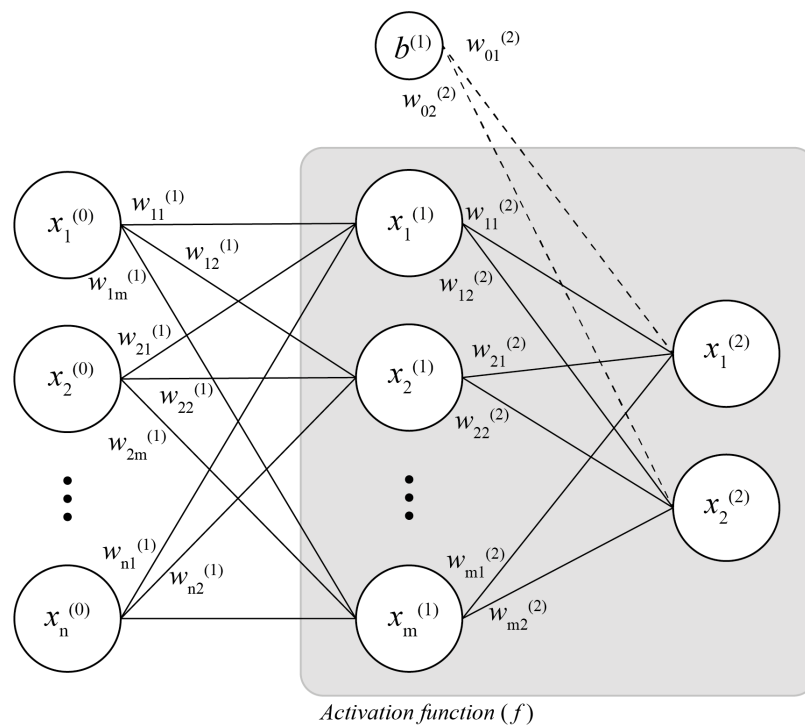 b⁽¹⁾ w₀₁⁽²⁾
w₀₂⁽²⁾
x₁⁽⁰⁾ w₁₁⁽¹⁾ x₁⁽¹⁾ w₁₁⁽²⁾
w₁₂⁽¹⁾
w₁ₘ⁽¹⁾ w₁₂⁽²⁾
w₂₁⁽¹⁾ w₂₁⁽²⁾ x₁⁽²⁾
x₂⁽⁰⁾ w₂₂⁽¹⁾ x₂⁽¹⁾
w₂ₘ⁽¹⁾ w₂₂⁽²⁾
x₂⁽²⁾
wₙ₁⁽¹⁾ wₘ₁⁽²⁾
wₙ₂⁽¹⁾
xₙ⁽⁰⁾ xₘ⁽¹⁾ wₘ₂⁽²⁾
Activation function (f)